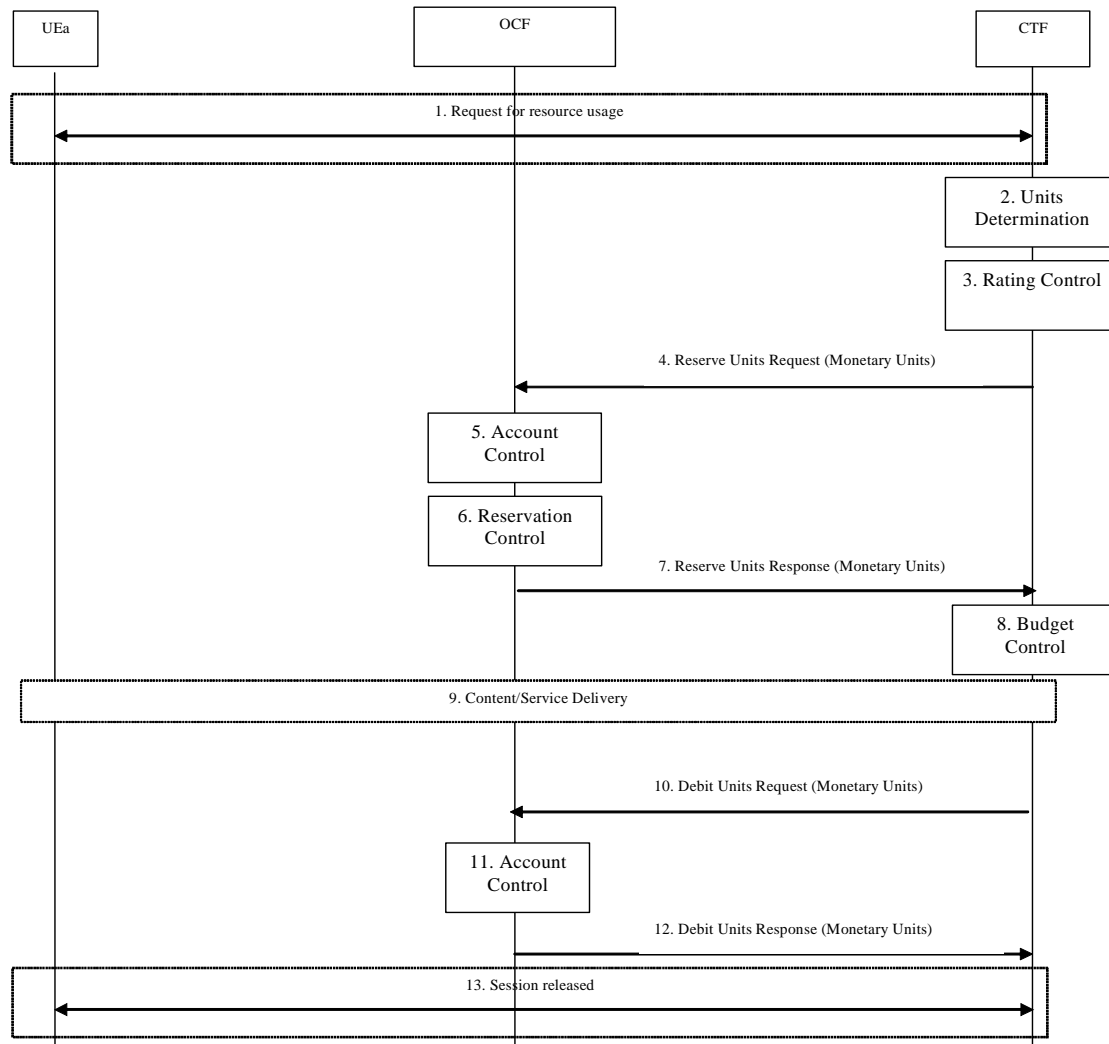 UEa
OCF
CTF
1. Request for resource usage
2. Units
Determination
3. Rating Control
4. Reserve Units Request (Monetary Units)
5. Account
Control
6. Reservation
Control
7. Reserve Units Response (Monetary Units)
8. Budget
Control
9. Content/Service Delivery
10. Debit Units Request (Monetary Units)
11. Account
Control
12. Debit Units Response (Monetary Units)
13. Session released